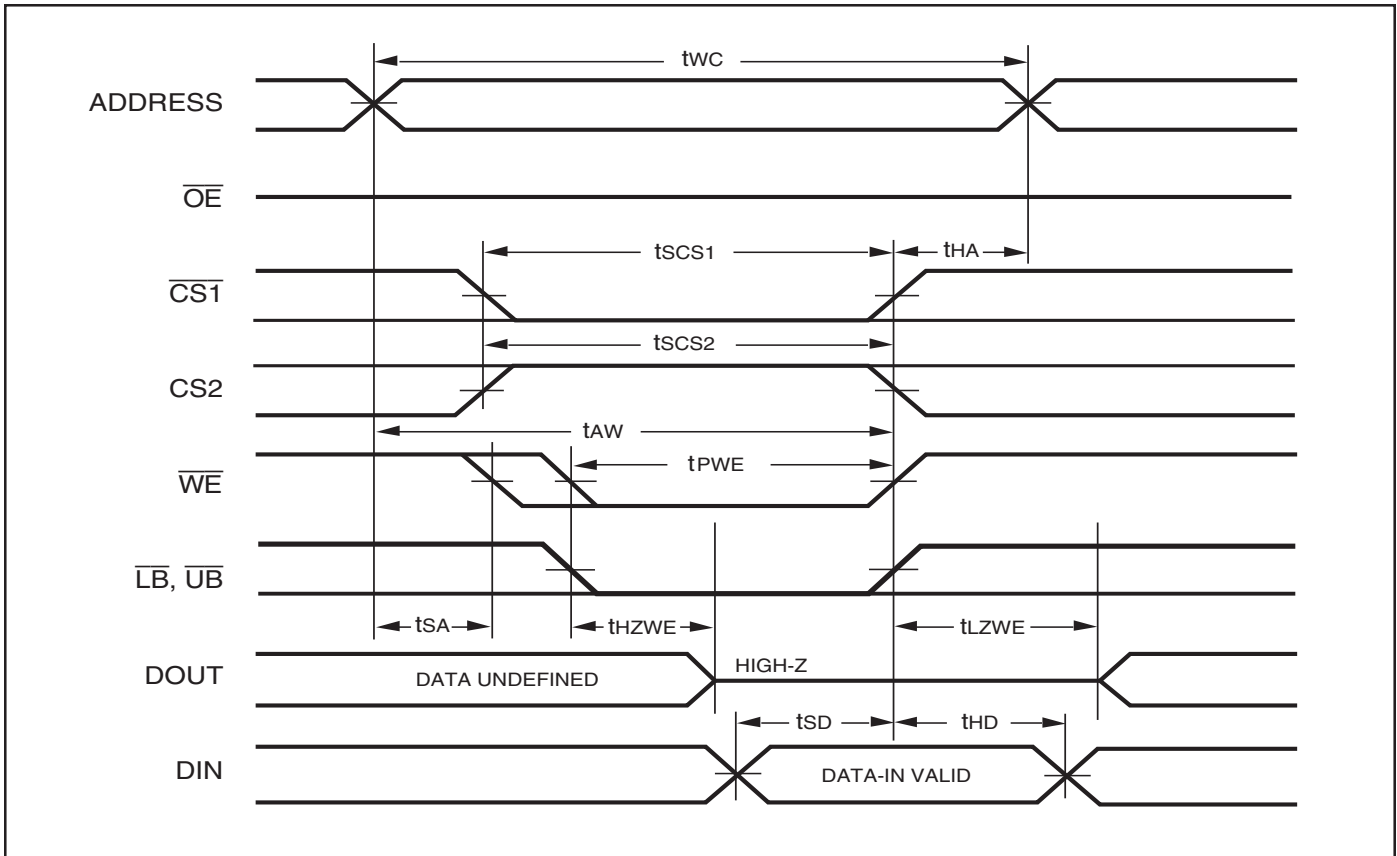 tWC
ADDRESS
OE
tSCS1
tHA
CS1
tSCS2
CS2
tAW
tPWE
WE
LB, UB
tSA
tHZWE
tLZWE
DOUT
DATA UNDEFINED
HIGH-Z
tSD
tHD
DIN
DATA-IN VALID